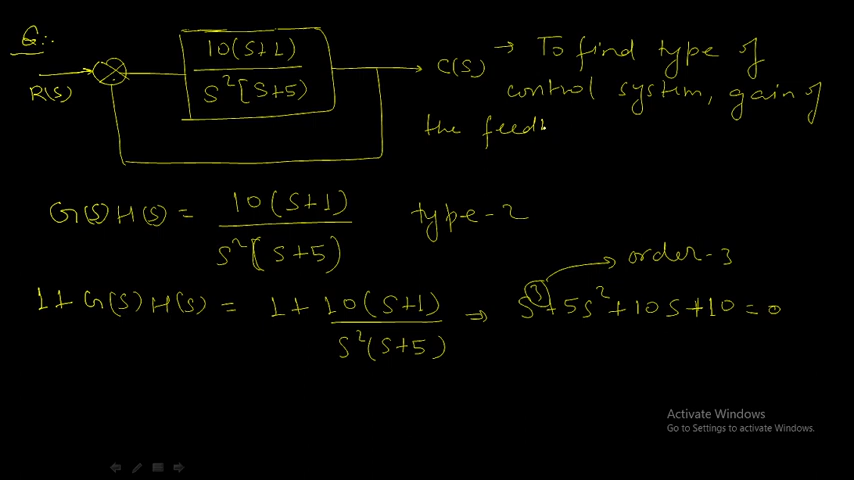 Q:.
10(S+1)
S²[S+5)
R(S)
C(S) → To find type of
control system, gain of
the feed
G(S)H(S) = 10(S+1) / S²(S+5) type-2
→ order-3
1+G(S)H(S) = 1+ 10(S+1) / S²(S+5) ⇒ S³+5S²+10S+10=0
Activate Windows
Go to Settings to activate Windows.